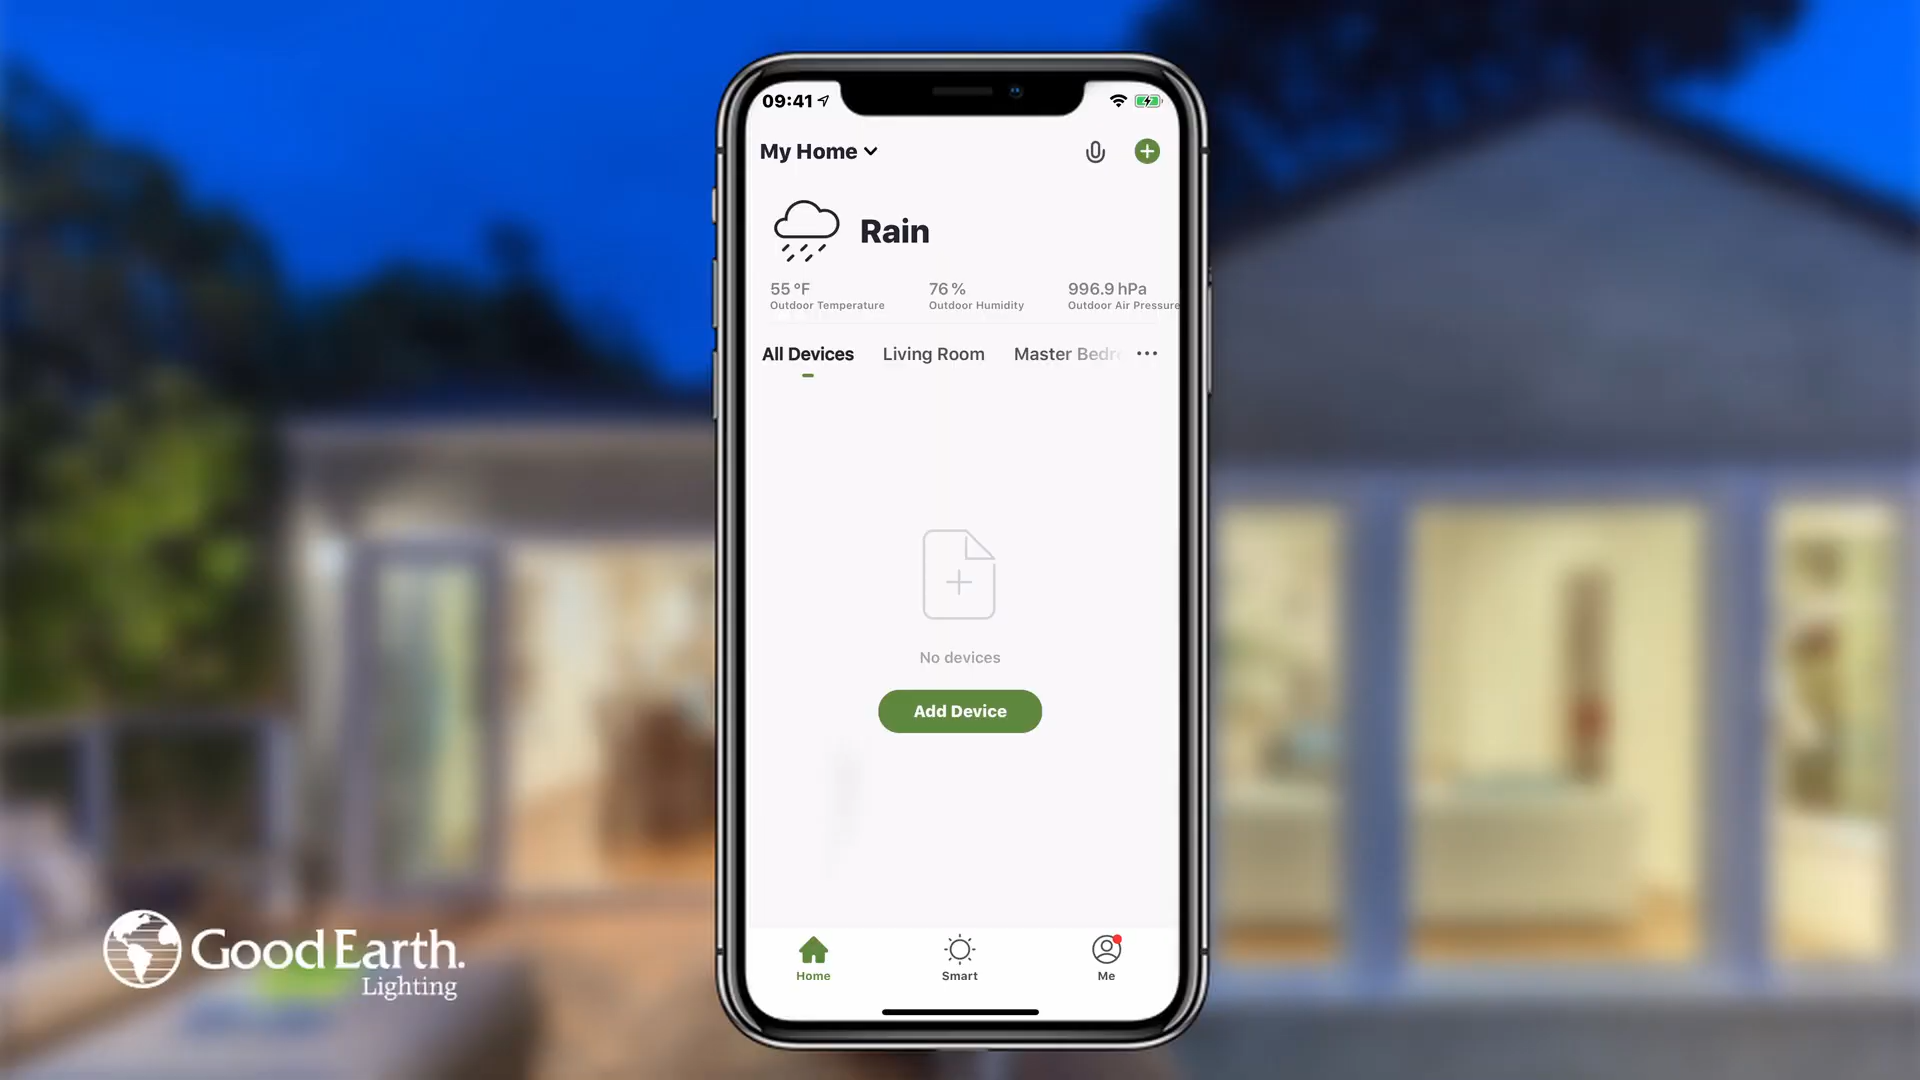 09:41
My Home
Rain
55 °F
Outdoor Temperature
76 %
Outdoor Humidity
996.9 hPa
Outdoor Air Pressure
All Devices
Living Room
Master Bedr
...
No devices
Add Device
Home
Smart
Me
Good Earth.
Lighting